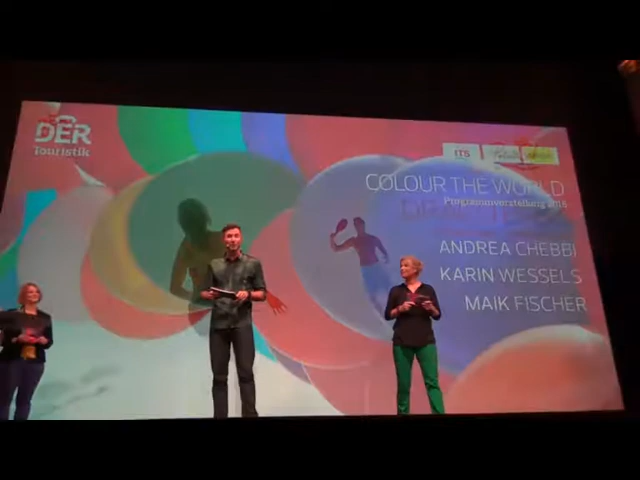 DER
Touristik
ITS
COLOUR THE WORLD
Programmvorstellung 2018
ANDREA CHEBBI
KARIN WESSELS
MAIK FISCHER